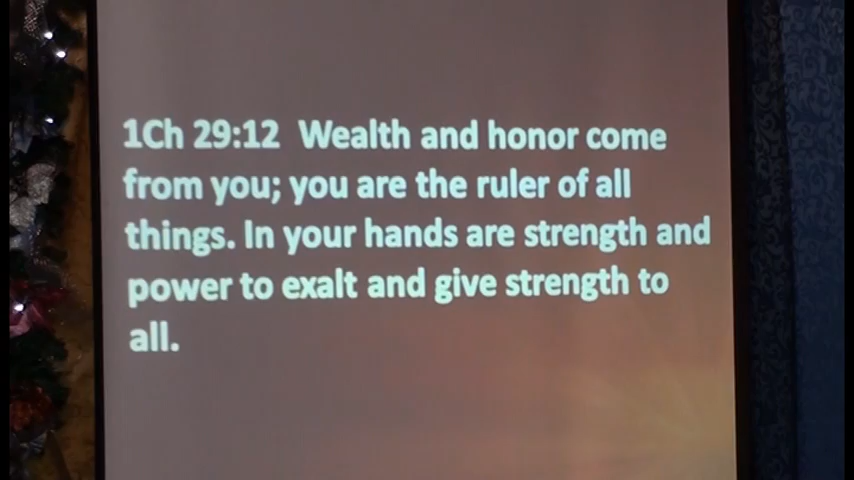 1Ch 29:12 Wealth and honor come
from you; you are the ruler of all
things. In your hands are strength and
power to exalt and give strength to
all.